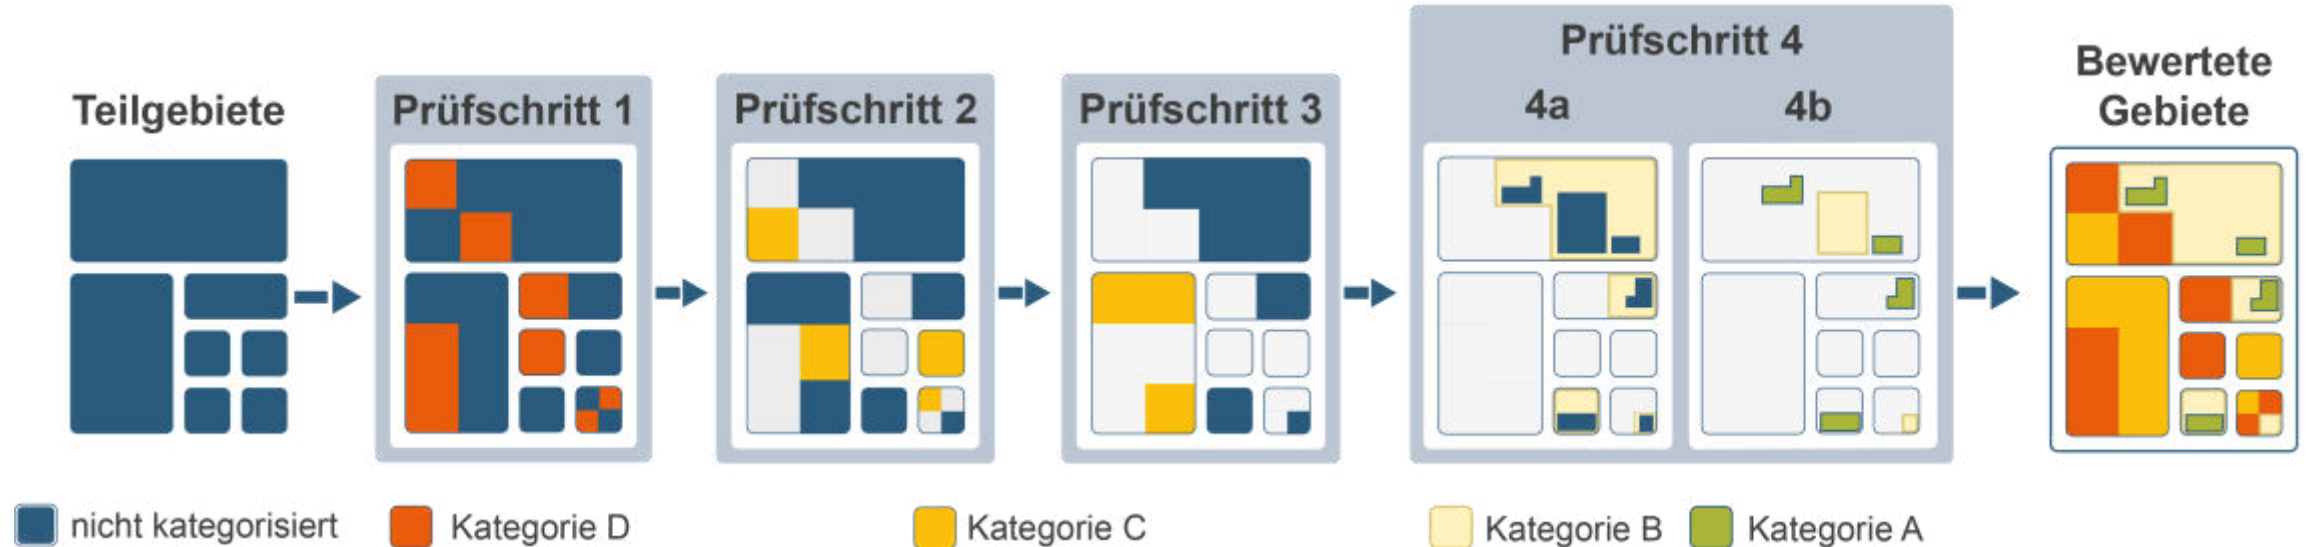 Teilgebiete
Prüfschritt 1
Prüfschritt 2
Prüfschritt 3
Prüfschritt 4
4a
4b
Bewertete
Gebiete
nicht kategorisiert
Kategorie D
Kategorie C
Kategorie B
Kategorie A